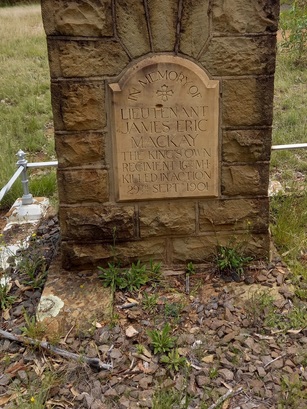 IN MEMORY OF
LIEUTENANT
JAMES ERIC
MACKAY
THE KING'S OWN
REGIMENT I.G.M.I.
KILLED IN ACTION
29TH SEPT 1901